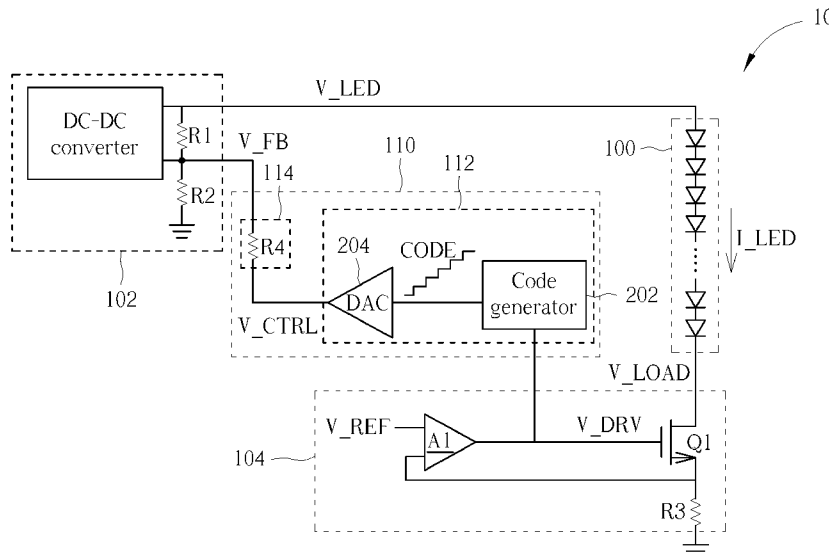 10
V_LED
DC-DC
converter
R1
V_FB
R2
110
114
112
100
I_LED
102
R4
204
CODE
DAC
Code
generator
202
V_CTRL
V_LOAD
V_REF
A1
V_DRV
Q1
104
R3